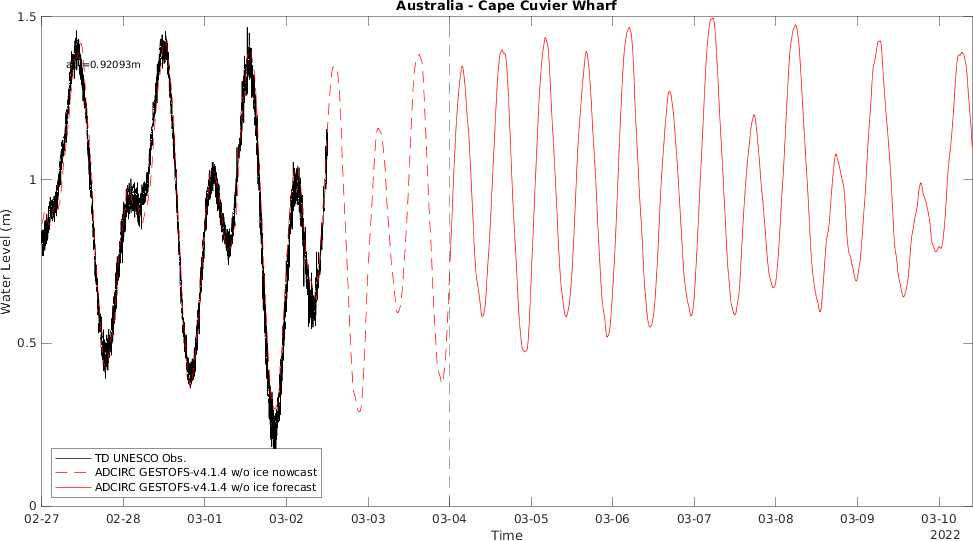 Australia - Cape Cuvier Wharf
1.5
1
0.5
0
Water Level (m)
=0.92093m
TD UNESCO Obs.
ADCIRC GESTOFS-v4.1.4 w/o ice nowcast
ADCIRC GESTOFS-v4.1.4 w/o ice forecast
02-27 02-28 03-01 03-02 03-03 03-04 03-05 03-06 03-07 03-08 03-09 03-10
2022
Time